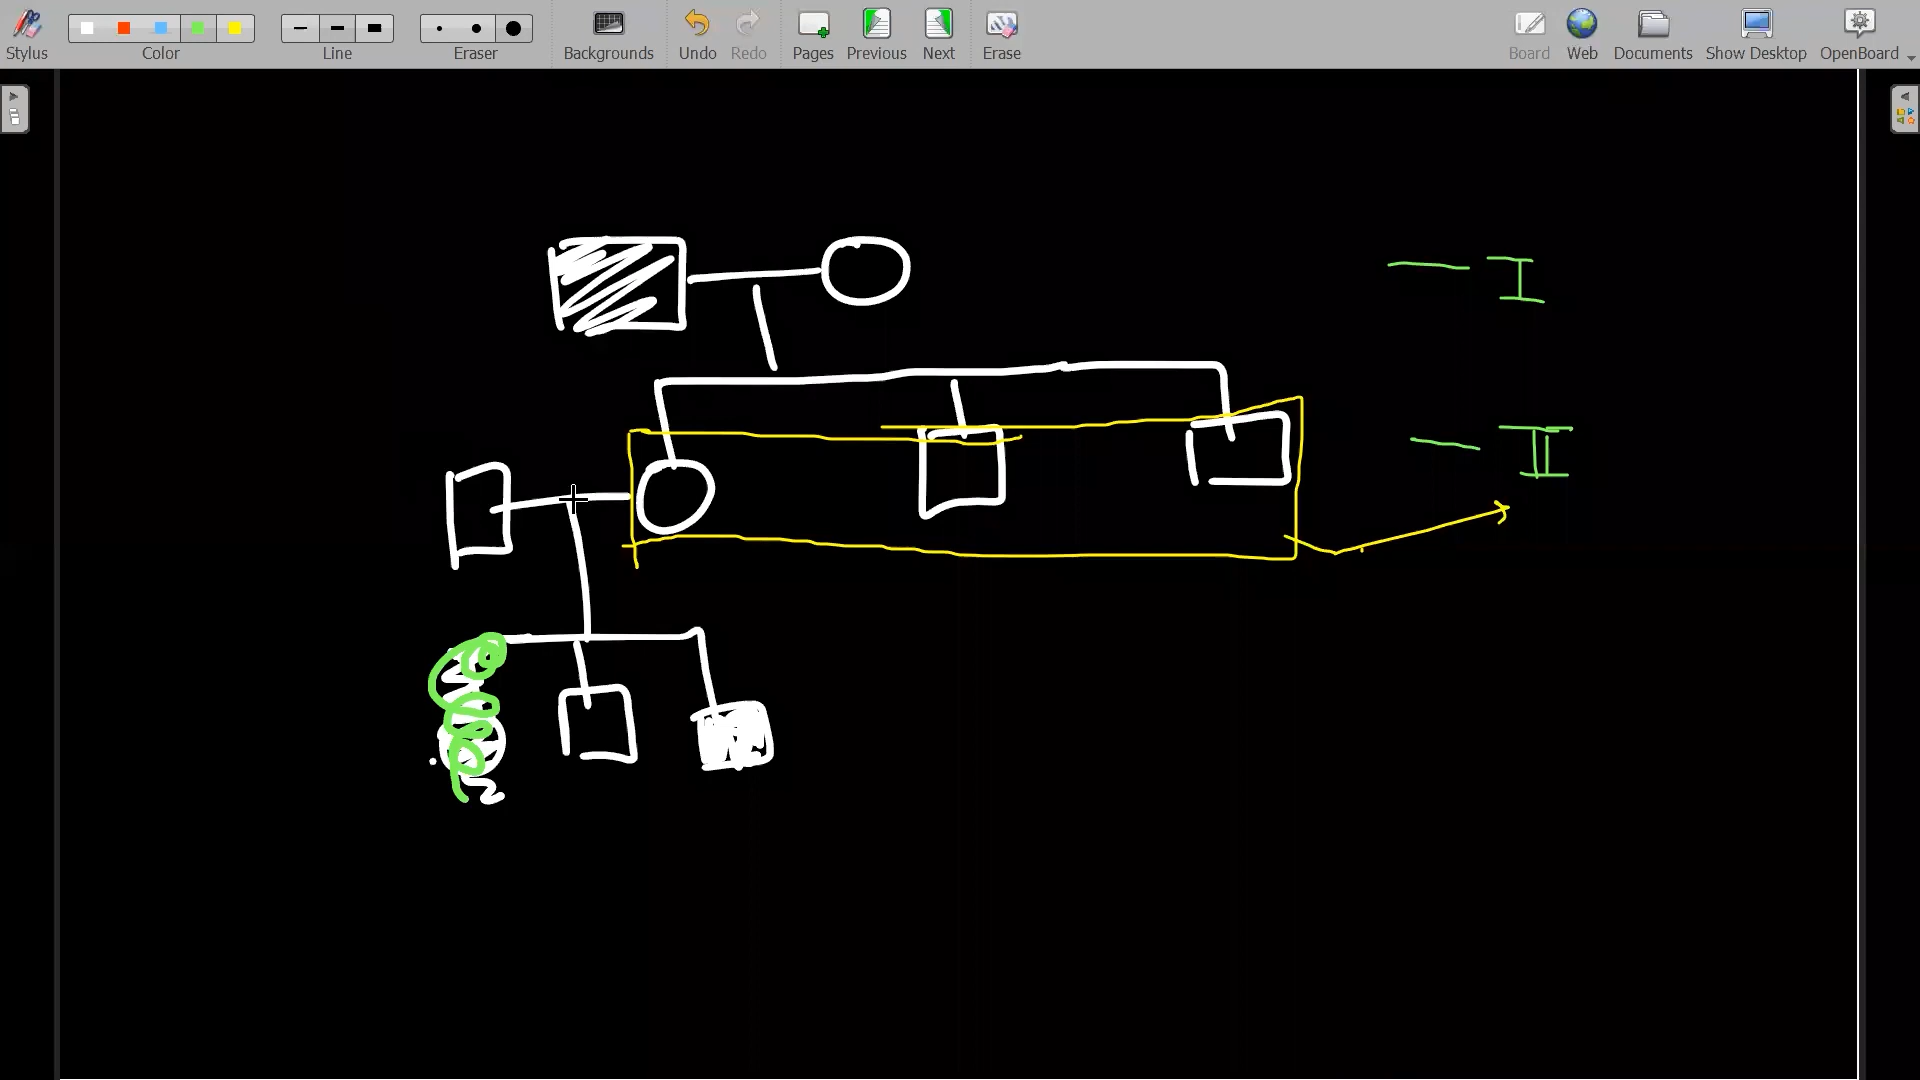 Stylus Color Line Eraser Backgrounds Undo Redo Pages Previous Next Erase Board Web Documents Show Desktop OpenBoard
— I
— II